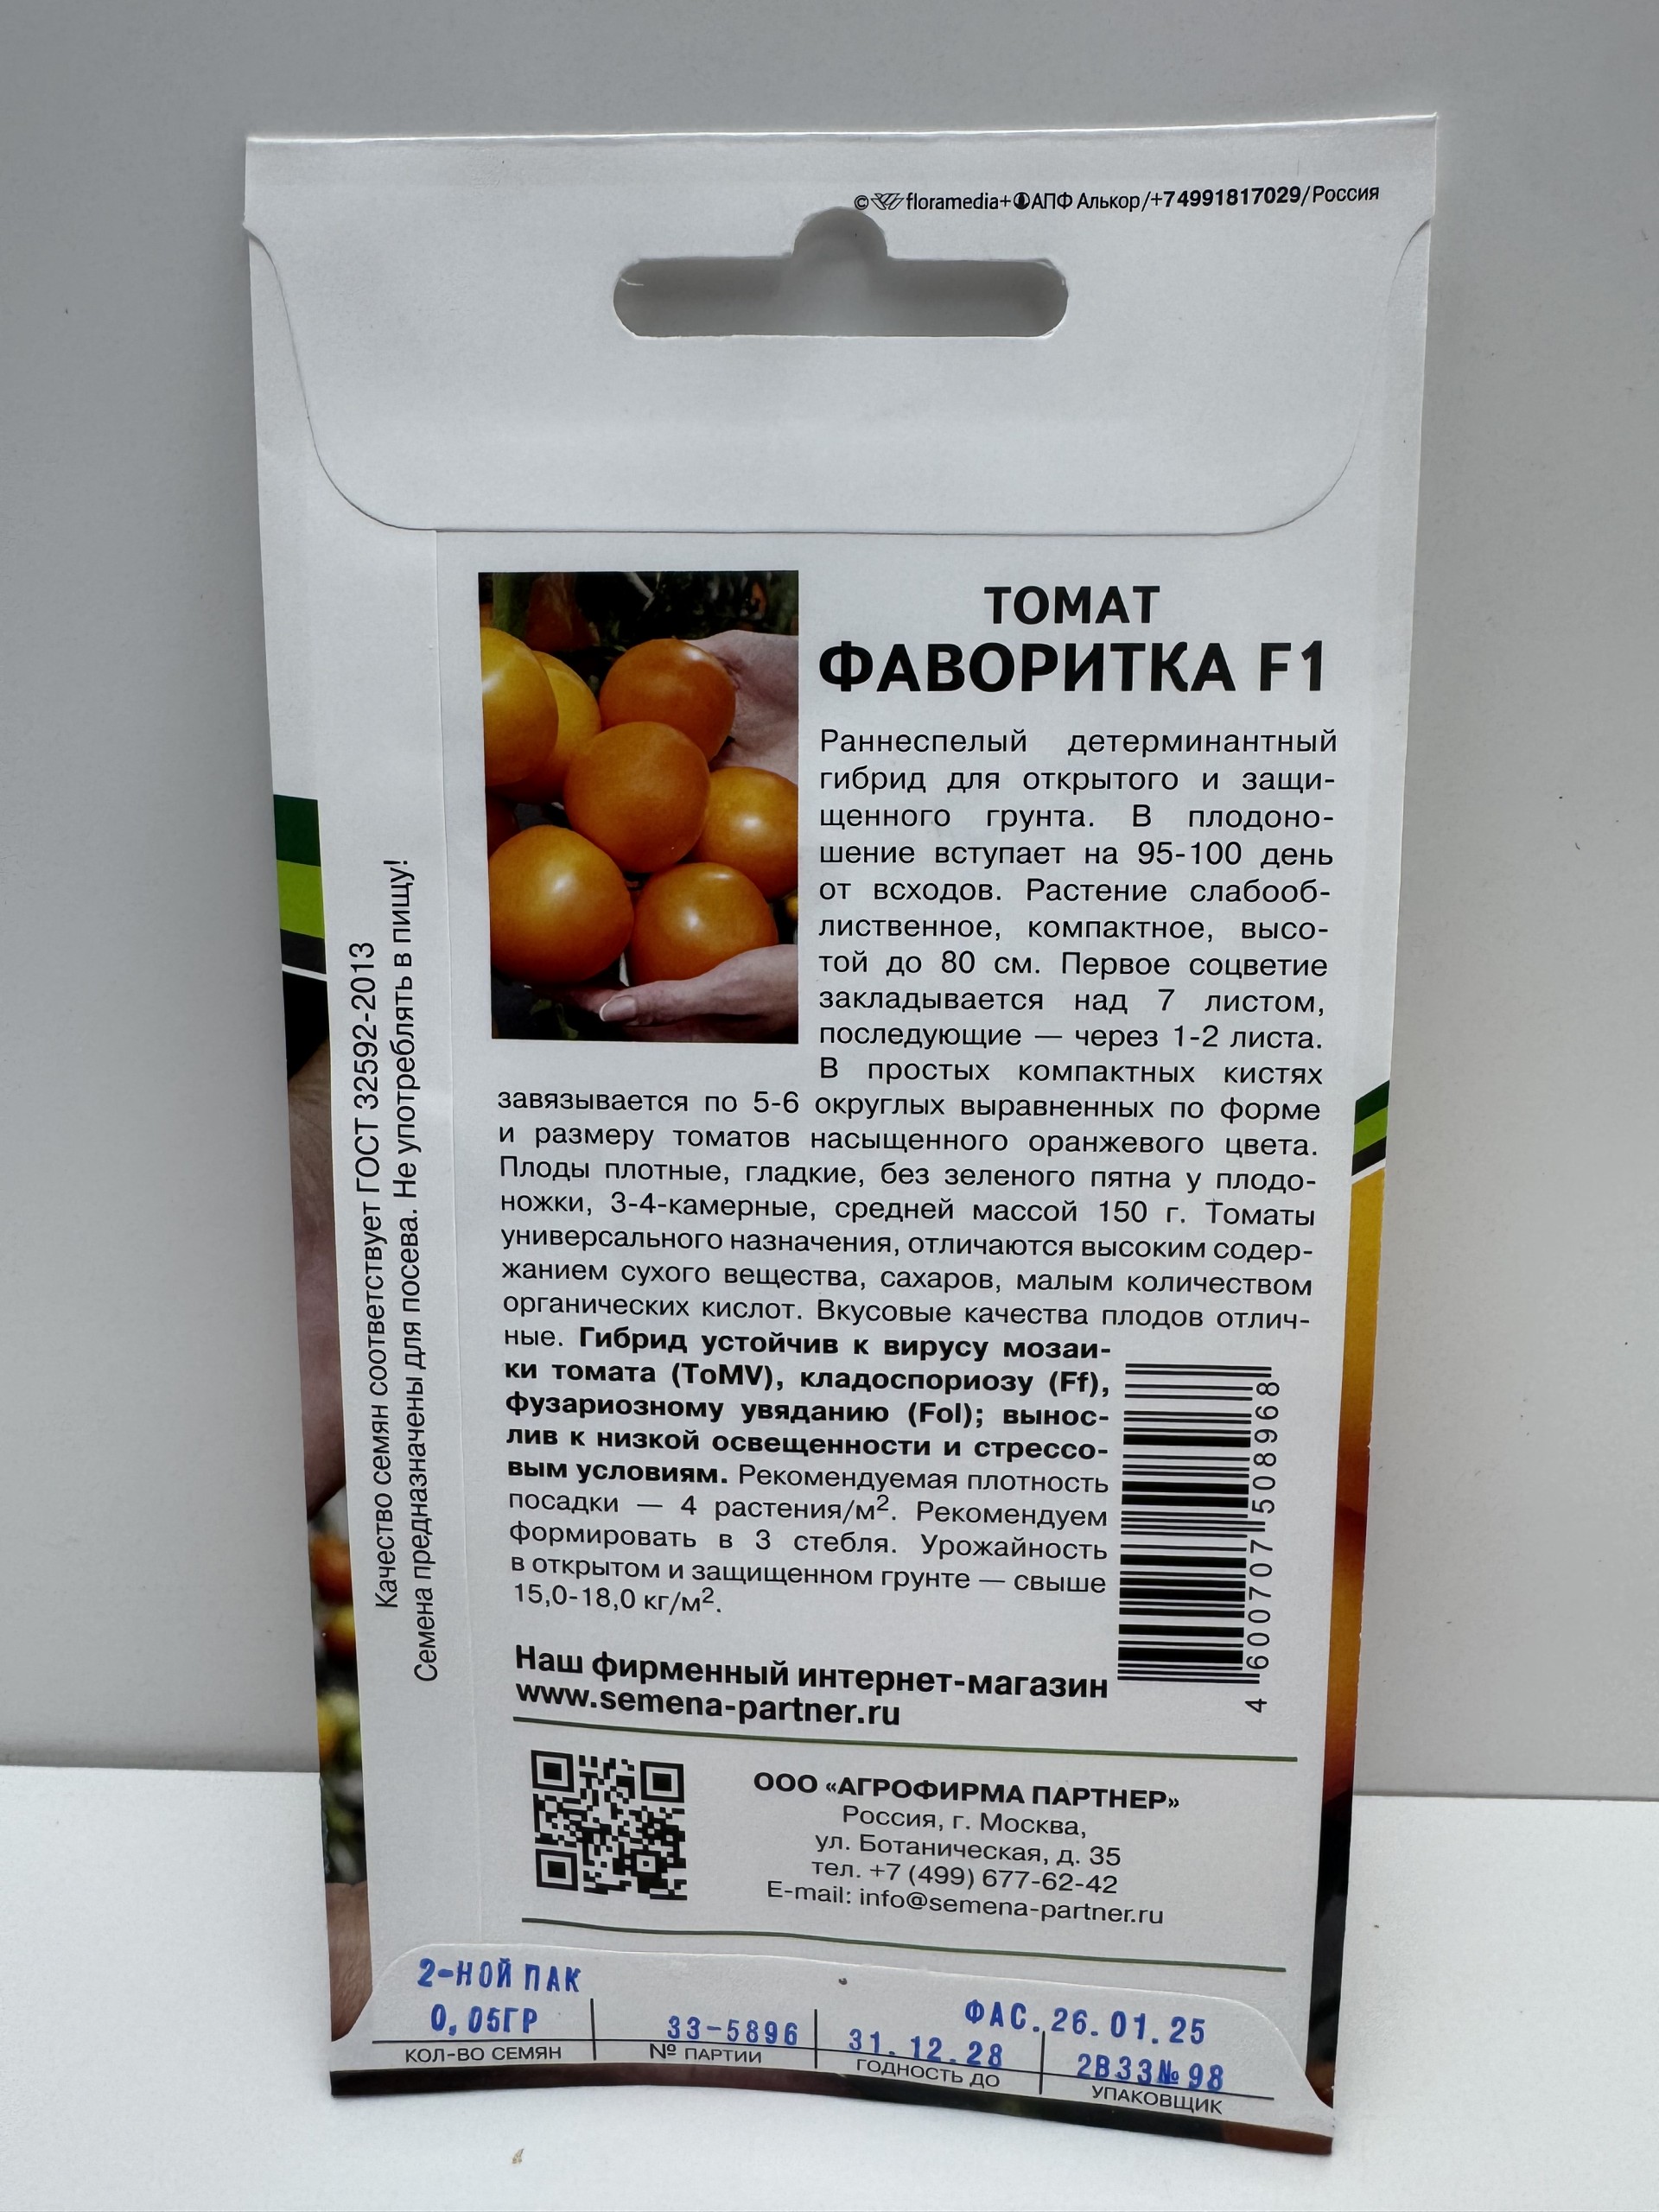 © floramedia+ АПФ Алькор/+74991817029/Россия
ТОМАТ
ФАВОРИТКА F1
Раннеспелый детерминантный
гибрид для открытого и защи-
щенного грунта. В плодоно-
шение вступает на 95-100 день
от всходов. Растение слабооб-
лиственное, компактное, высо-
той до 80 см. Первое соцветие
закладывается над 7 листом,
последующие — через 1-2 листа.
В простых компактных кистях
завязывается по 5-6 округлых выравненных по форме
и размеру томатов насыщенного оранжевого цвета.
Плоды плотные, гладкие, без зеленого пятна у плодо-
ножки, 3-4-камерные, средней массой 150 г. Томаты
универсального назначения, отличаются высоким содер-
жанием сухого вещества, сахаров, малым количеством
органических кислот. Вкусовые качества плодов отлич-
ные. Гибрид устойчив к вирусу мозаи-
ки томата (ToMV), кладоспориозу (Ff),
фузариозному увяданию (Fol); вынос-
лив к низкой освещенности и стрессо-
вым условиям. Рекомендуемая плотность
посадки — 4 растения/м². Рекомендуем
формировать в 3 стебля. Урожайность
в открытом и защищенном грунте — свыше
15,0-18,0 кг/м².
4 600707 508968
Наш фирменный интернет-магазин
www.semena-partner.ru
ООО «АГРОФИРМА ПАРТНЕР»
Россия, г. Москва,
ул. Ботаническая, д. 35
тел. +7 (499) 677-62-42
E-mail: info@semena-partner.ru
Качество семян соответствует ГОСТ 32592-2013
Семена предназначены для посева. Не употреблять в пищу!
2-НОЙ ПАК
ФАС. 26.01.25
0,05ГР 33-5896 31.12.28 2В33№98
КОЛ-ВО СЕМЯН № ПАРТИИ ГОДНОСТЬ ДО УПАКОВЩИК